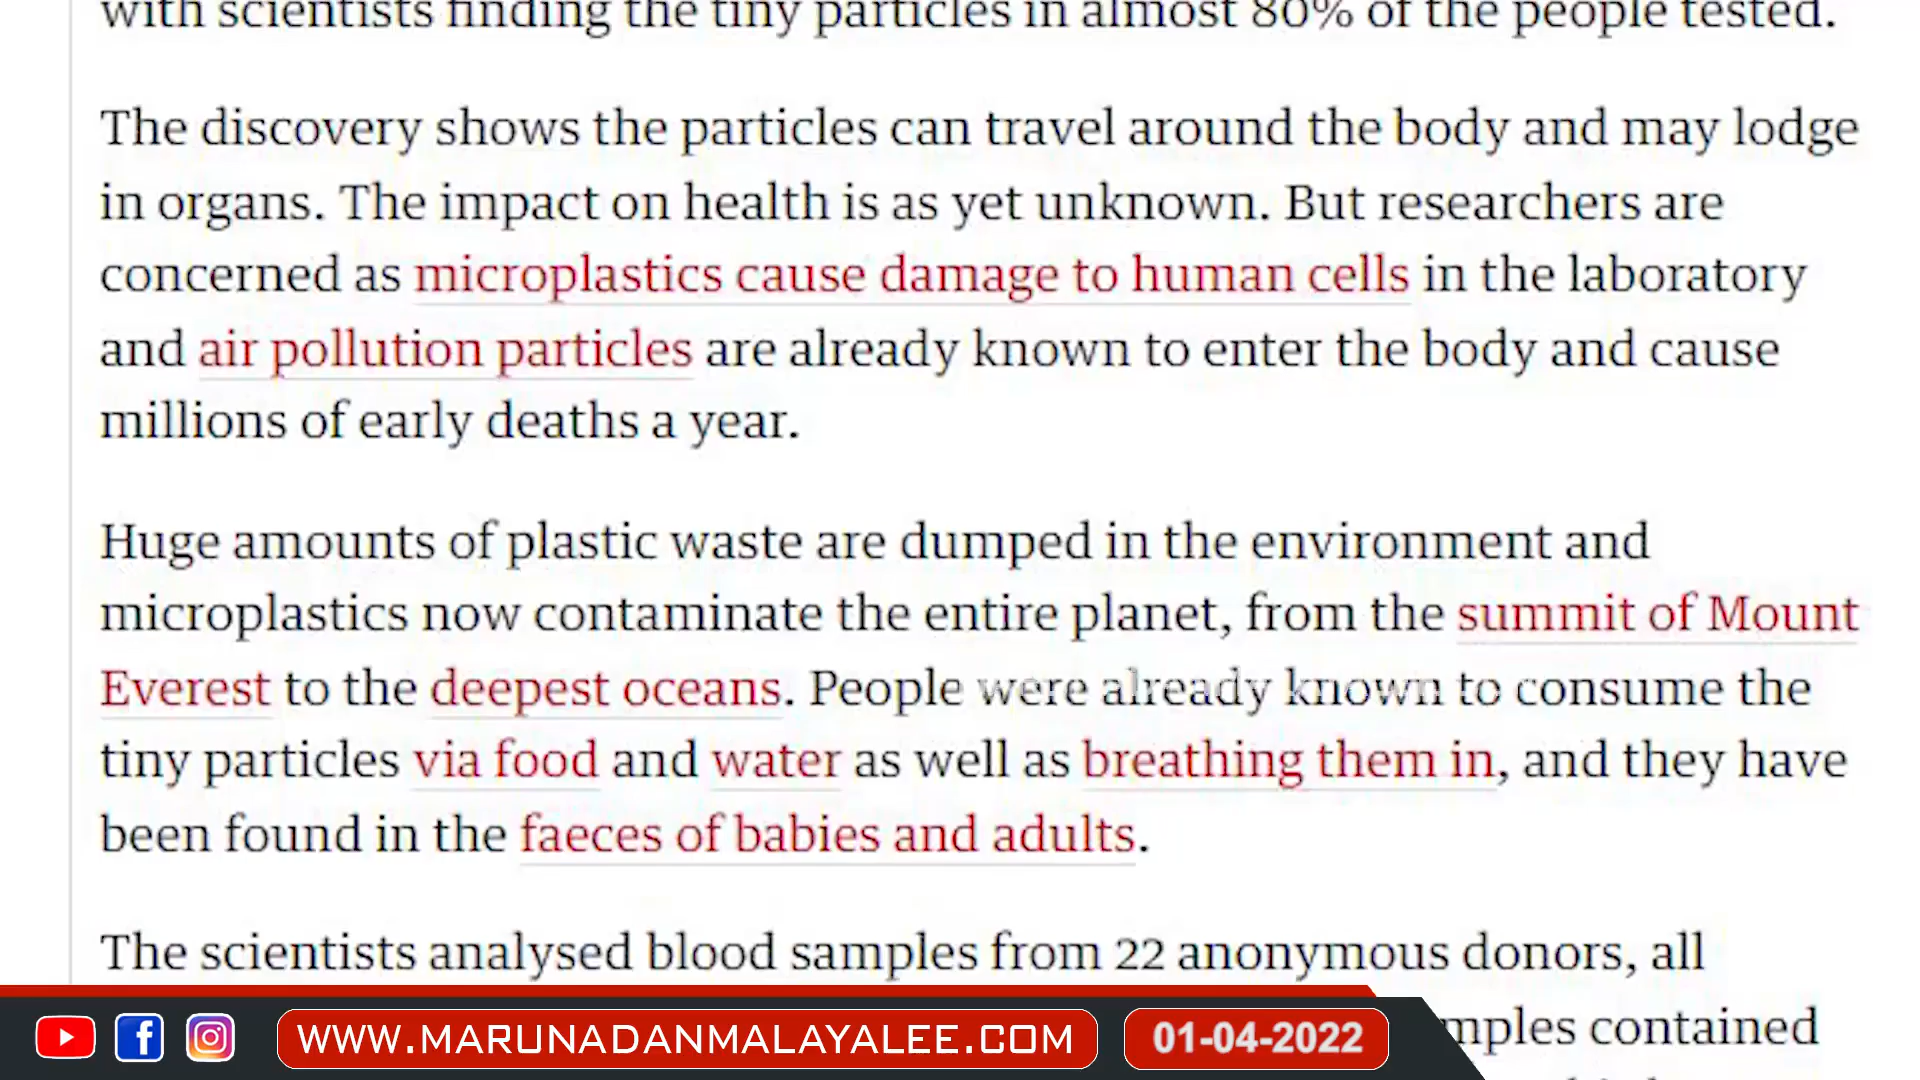 with scientists finding the tiny particles in almost 80% of the people tested.
The discovery shows the particles can travel around the body and may lodge
in organs. The impact on health is as yet unknown. But researchers are
concerned as microplastics cause damage to human cells in the laboratory
and air pollution particles are already known to enter the body and cause
millions of early deaths a year.
Huge amounts of plastic waste are dumped in the environment and
microplastics now contaminate the entire planet, from the summit of Mount
Everest to the deepest oceans. People were already known to consume the
tiny particles via food and water as well as breathing them in, and they have
been found in the faeces of babies and adults.
The scientists analysed blood samples from 22 anonymous donors, all
mples contained
WWW.MARUNADANMALAYALEE.COM
01-04-2022